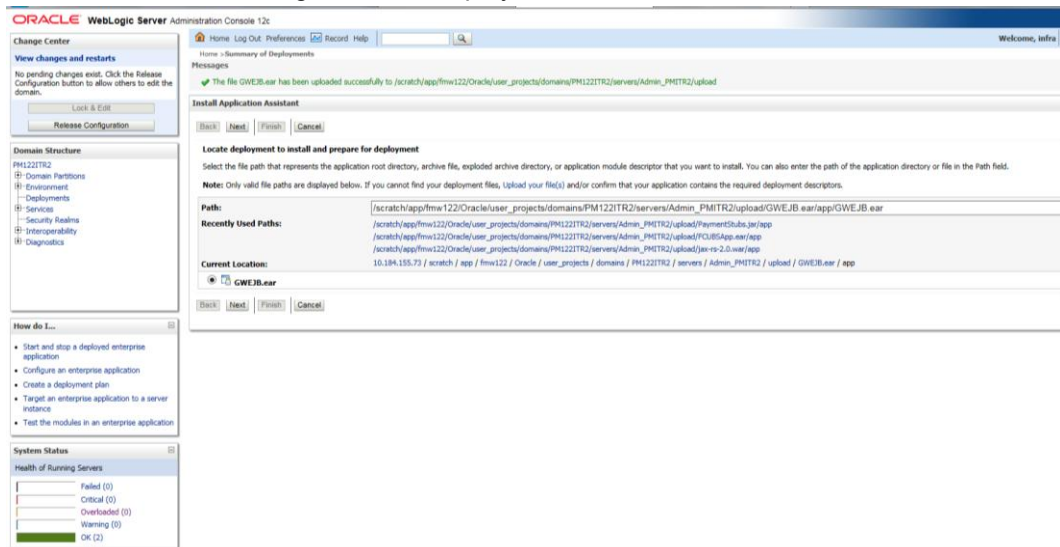 ORACLE WebLogic Server Administration Console 12c
Change Center
View changes and restarts
No pending changes exist. Click the Release
Configuration button to allow others to edit the
domain.
Lock & Edit
Release Configuration
Domain Structure
PM122ITR2
Domain Partitions
Environment
Deployments
Services
Security Realms
Interoperability
Diagnostics
How do I...
Start and stop a deployed enterprise
application
Configure an enterprise application
Create a deployment plan
Target an enterprise application to a server
instance
Test the modules in an enterprise application
System Status
Health of Running Servers
Failed (0)
Critical (0)
Overloaded (0)
Warning (0)
OK (2)
Home Log Out Preferences Record Help
Welcome, infra
Home >Summary of Deployments
Messages
The file GWEJB.ear has been uploaded successfully to /scratch/app/fmw122/Oracle/user_projects/domains/PM122ITR2/servers/Admin_PMITR2/upload
Install Application Assistant
Back Next Finish Cancel
Locate deployment to install and prepare for deployment
Select the file path that represents the application root directory, archive file, exploded archive directory, or application module descriptor that you want to install. You can also enter the path of the application directory or file in the Path field.
Note: Only valid file paths are displayed below. If you cannot find your deployment files, Upload your file(s) and/or confirm that your application contains the required deployment descriptors.
Path: /scratch/app/fmw122/Oracle/user_projects/domains/PM122ITR2/servers/Admin_PMITR2/upload/GWEJB.ear/app/GWEJB.ear
Recently Used Paths: /scratch/app/fmw122/Oracle/user_projects/domains/PM122ITR2/servers/Admin_PMITR2/upload/PaymentStubs.jar/app
/scratch/app/fmw122/Oracle/user_projects/domains/PM122ITR2/servers/Admin_PMITR2/upload/FCUBSApp.ear/app
/scratch/app/fmw122/Oracle/user_projects/domains/PM122ITR2/servers/Admin_PMITR2/upload/jax-rs-2.0.war/app
Current Location: 10.184.155.73 / scratch / app / fmw122 / Oracle / user_projects / domains / PM122ITR2 / servers / Admin_PMITR2 / upload / GWEJB.ear / app
GWEJB.ear
Back Next Finish Cancel